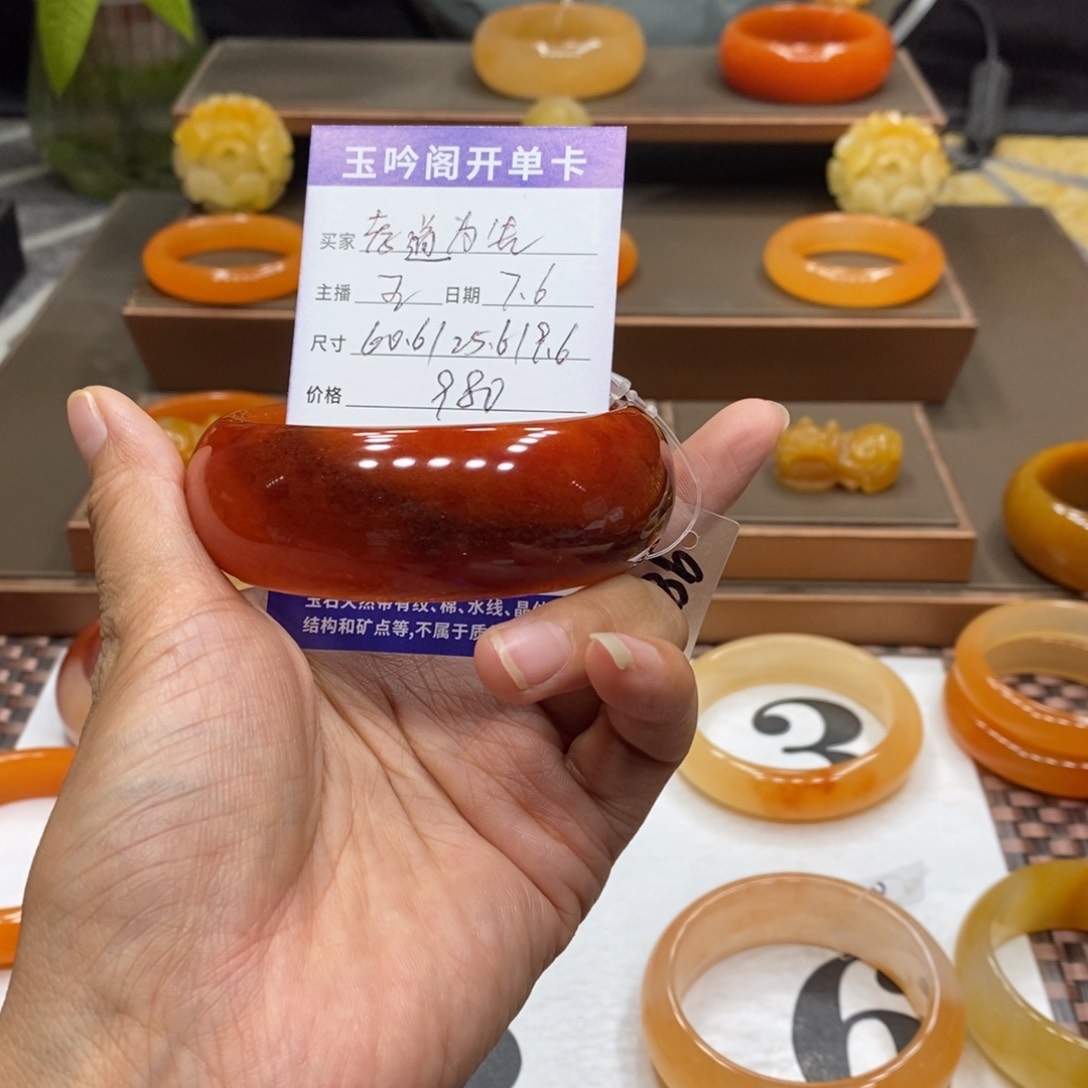 玉吟阁开单卡
买家
主播 日期 7.6
尺寸 60.6/25.6/9.6
价格 980
结构和矿点等,不属于质
3
6